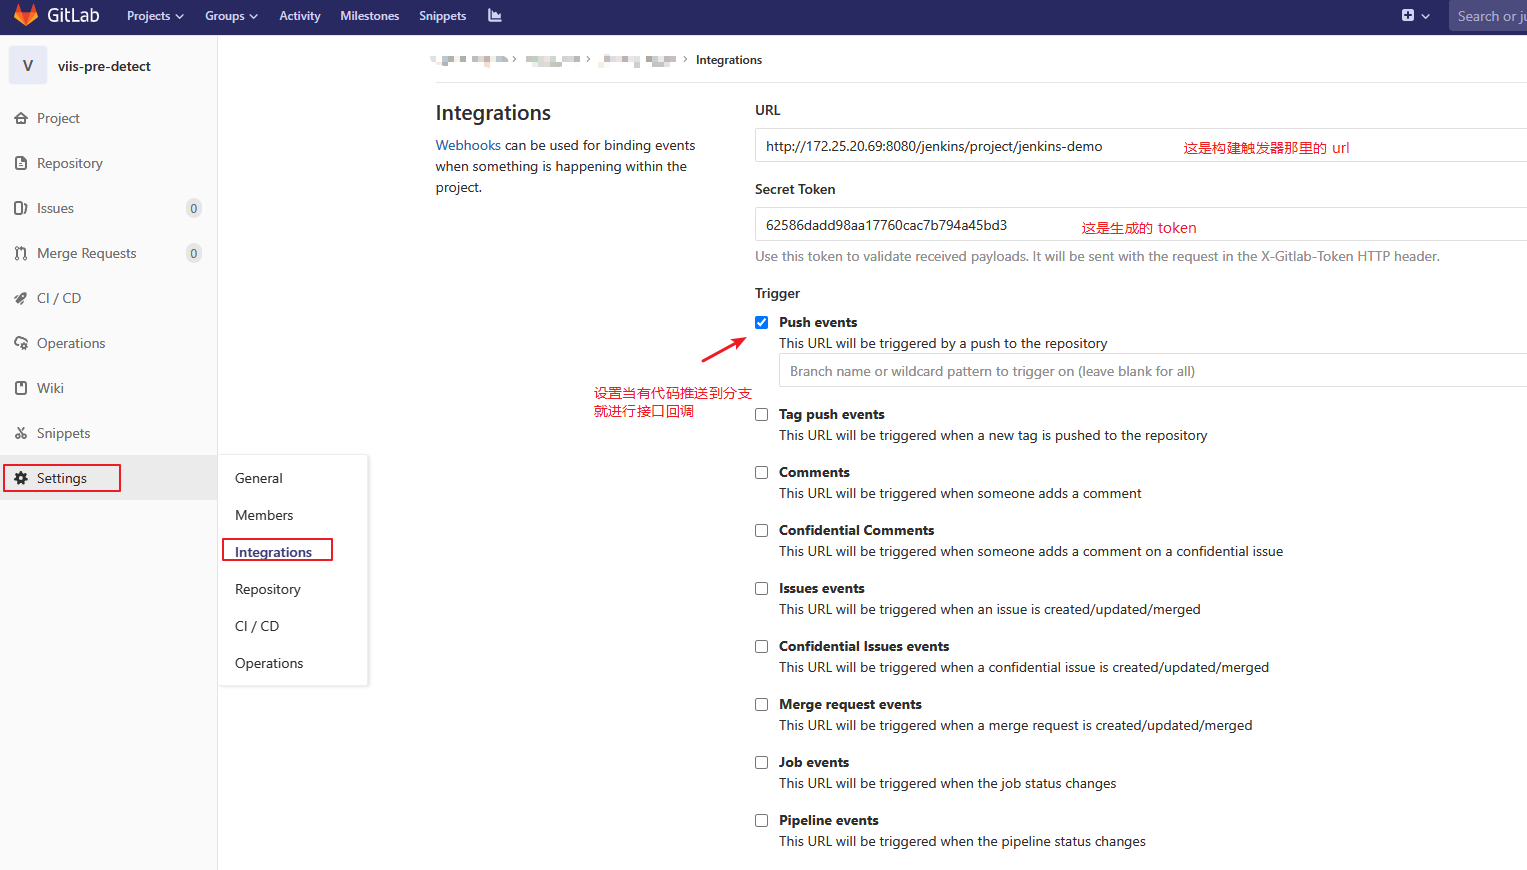 GitLab
Projects
Groups
Activity
Milestones
Snippets
Search or ju
V
viis-pre-detect
Project
Repository
Issues
0
Merge Requests
0
CI / CD
Operations
Wiki
Snippets
Settings
General
Members
Integrations
Repository
CI / CD
Operations
Integrations
Integrations
Webhooks can be used for binding events
when something is happening within the
project.
URL
http://172.25.20.69:8080/jenkins/project/jenkins-demo
这是构建触发器那里的 url
Secret Token
62586dadd98aa17760cac7b794a45bd3
这是生成的 token
Use this token to validate received payloads. It will be sent with the request in the X-Gitlab-Token HTTP header.
Trigger
Push events
This URL will be triggered by a push to the repository
Branch name or wildcard pattern to trigger on (leave blank for all)
设置当有代码推送到分支
就进行接口回调
Tag push events
This URL will be triggered when a new tag is pushed to the repository
Comments
This URL will be triggered when someone adds a comment
Confidential Comments
This URL will be triggered when someone adds a comment on a confidential issue
Issues events
This URL will be triggered when an issue is created/updated/merged
Confidential Issues events
This URL will be triggered when a confidential issue is created/updated/merged
Merge request events
This URL will be triggered when a merge request is created/updated/merged
Job events
This URL will be triggered when the job status changes
Pipeline events
This URL will be triggered when the pipeline status changes